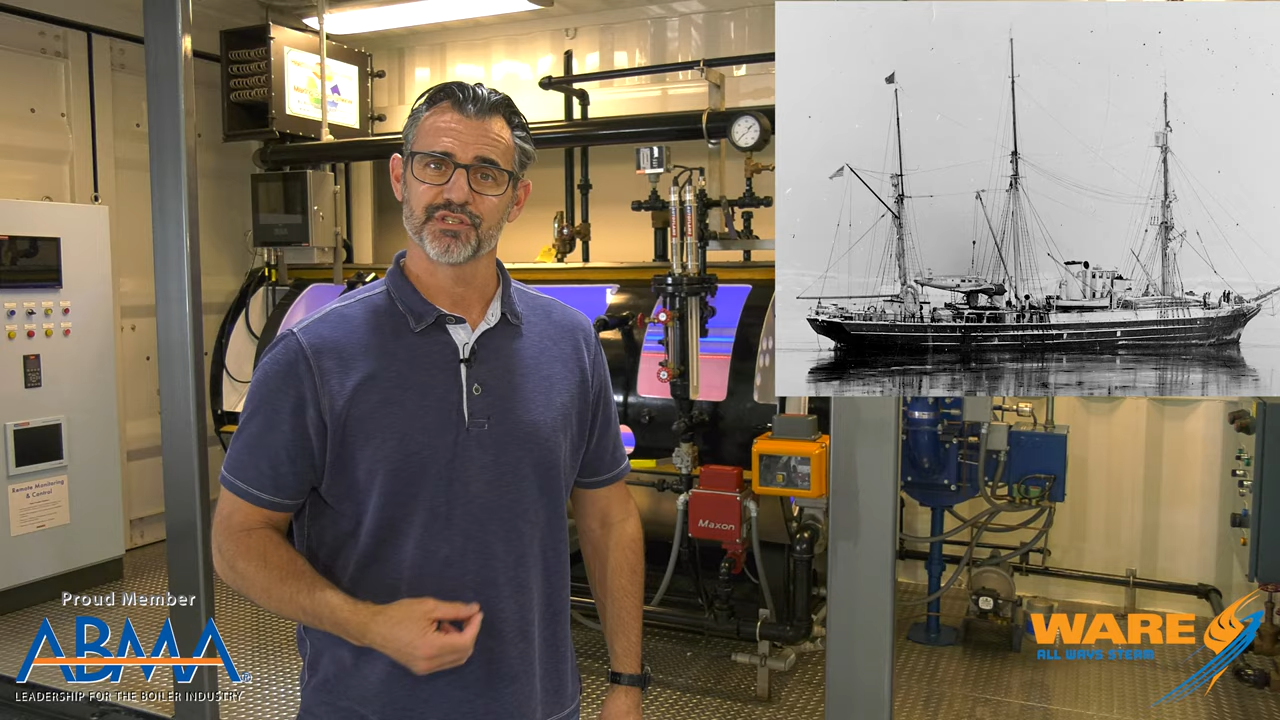 Remote Monitoring
& Control
Maxon
Proud Member
ABMA
LEADERSHIP FOR THE BOILER INDUSTRY
WARE
ALL WAYS STEAM